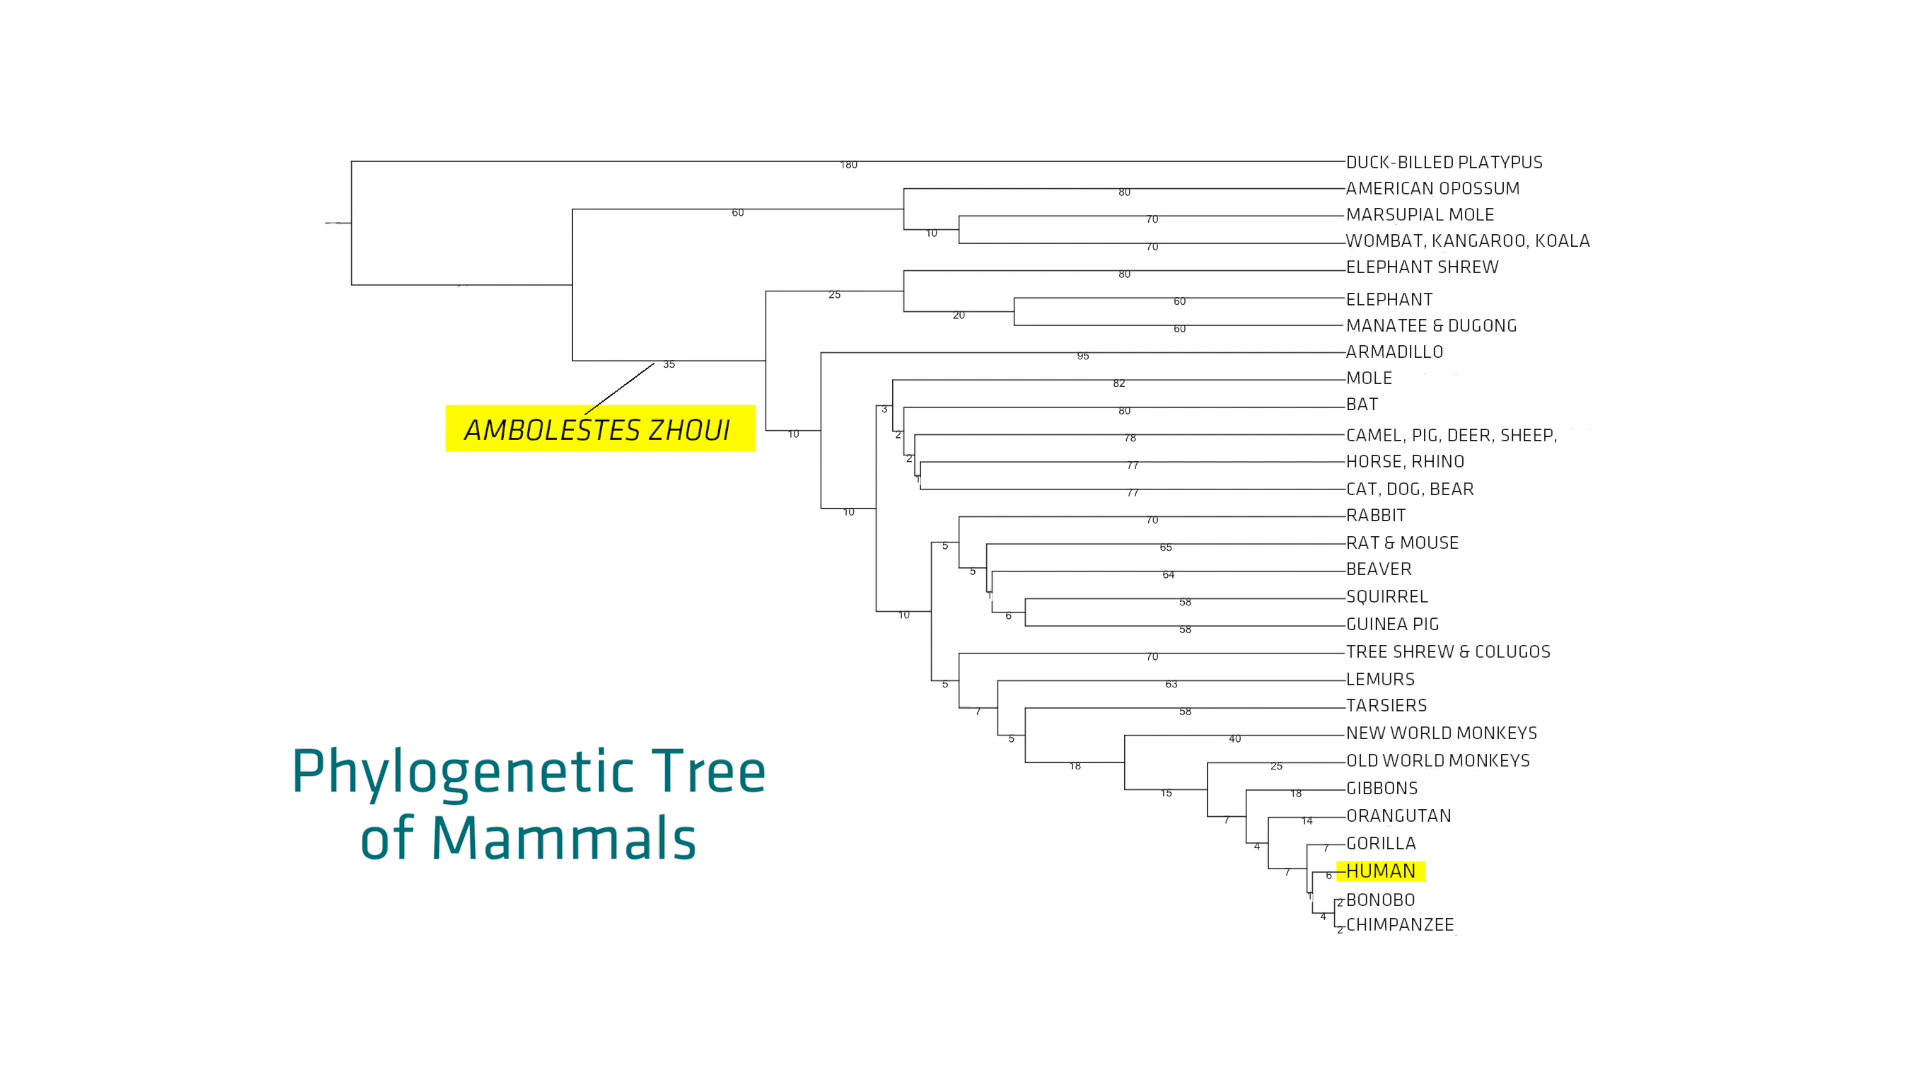 180
DUCK-BILLED PLATYPUS
80
AMERICAN OPOSSUM
60
70
MARSUPIAL MOLE
10
70
WOMBAT, KANGAROO, KOALA
80
ELEPHANT SHREW
25
60
ELEPHANT
20
60
MANATEE & DUGONG
35
95
ARMADILLO
82
MOLE
3
80
BAT
AMBOLESTES ZHOUI
10
2
78
CAMEL, PIG, DEER, SHEEP,
2
77
HORSE, RHINO
1
77
CAT, DOG, BEAR
10
70
RABBIT
5
65
RAT & MOUSE
5
64
BEAVER
1
58
SQUIRREL
10
6
58
GUINEA PIG
70
TREE SHREW & COLUGOS
5
63
LEMURS
7
58
TARSIERS
5
40
NEW WORLD MONKEYS
18
25
OLD WORLD MONKEYS
15
18
GIBBONS
7
14
ORANGUTAN
4
7
GORILLA
7
6
HUMAN
1
2
BONOBO
4
2
CHIMPANZEE
Phylogenetic Tree
of Mammals